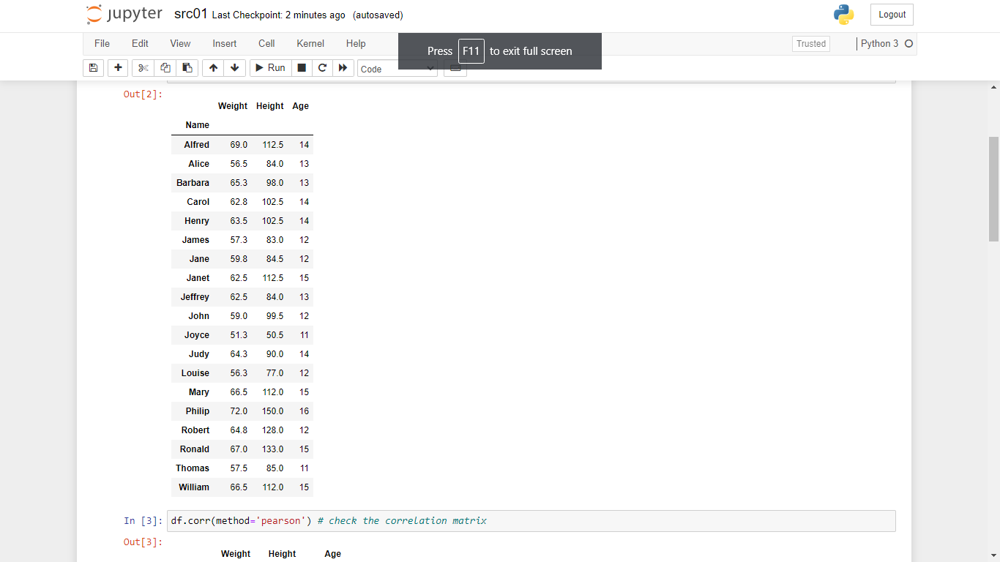 jupyter src01 Last Checkpoint: 2 minutes ago (autosaved) Logout
File Edit View Insert Cell Kernel Help Press F11 to exit full screen Trusted Python 3
Run Code
Out[2]:
Weight Height Age
Name
Alfred 69.0 112.5 14
Alice 56.5 84.0 13
Barbara 65.3 98.0 13
Carol 62.8 102.5 14
Henry 63.5 102.5 14
James 57.3 83.0 12
Jane 59.8 84.5 12
Janet 62.5 112.5 15
Jeffrey 62.5 84.0 13
John 59.0 99.5 12
Joyce 51.3 50.5 11
Judy 64.3 90.0 14
Louise 56.3 77.0 12
Mary 66.5 112.0 15
Philip 72.0 150.0 16
Robert 64.8 128.0 12
Ronald 67.0 133.0 15
Thomas 57.5 85.0 11
William 66.5 112.0 15
In [3]: df.corr(method='pearson') # check the correlation matrix
Out[3]:
Weight Height Age